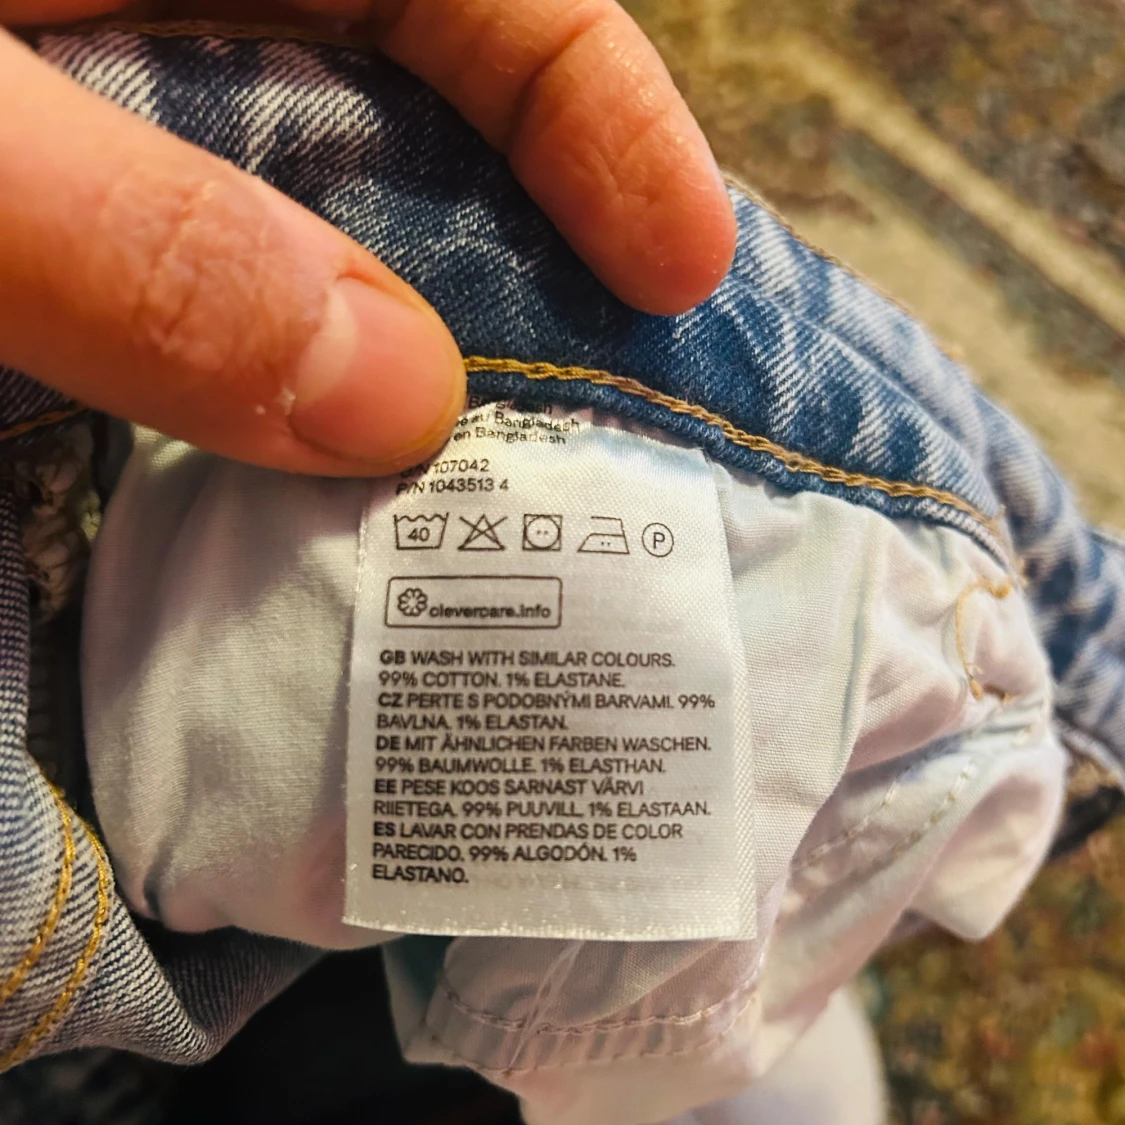 Bangladesh
au Bangladesh
en Bangladesh
107042
P/N 1043513 4
40 P
clevercare.info
GB WASH WITH SIMILAR COLOURS.
99% COTTON. 1% ELASTANE.
CZ PERTE S PODOBNÝMI BARVAMI. 99%
BAVLNA. 1% ELASTAN.
DE MIT ÄHNLICHEN FARBEN WASCHEN.
99% BAUMWOLLE. 1% ELASTHAN.
EE PESE KOOS SARNAST VÄRVI
RIIETEGA. 99% PUUVILL. 1% ELASTAAN.
ES LAVAR CON PRENDAS DE COLOR
PARECIDO. 99% ALGODÓN. 1%
ELASTANO.